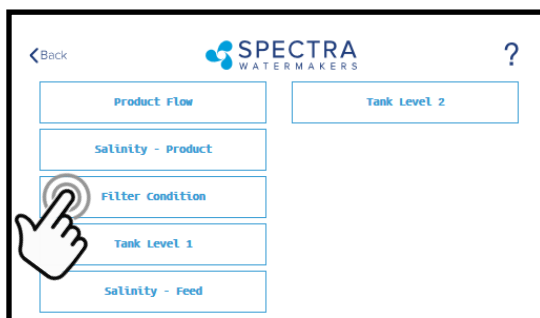 Back
SPECTRA
WATERMAKERS
?
Product Flow
Tank Level 2
Salinity - Product
Filter Condition
Tank Level 1
Salinity - Feed